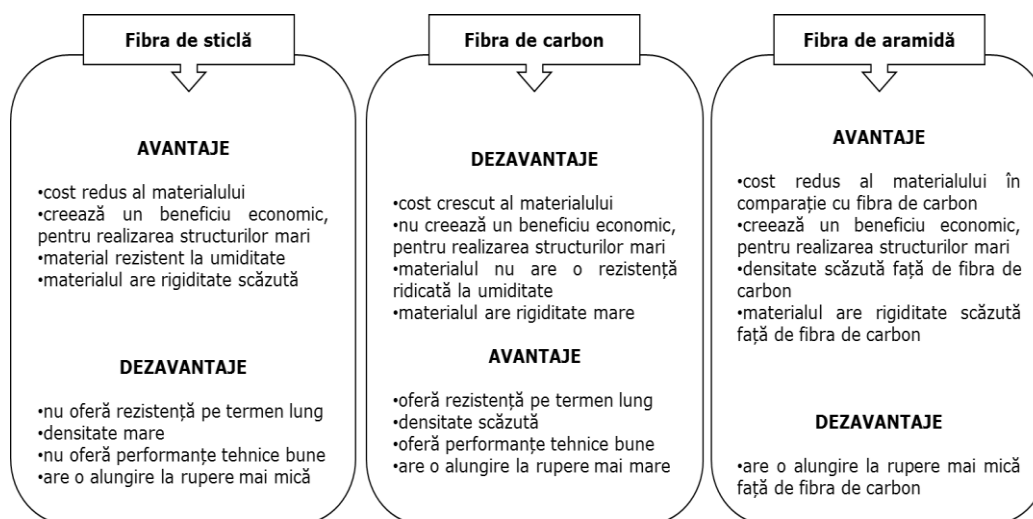 Fibra de sticlă
AVANTAJE
•cost redus al materialului
•creează un beneficiu economic,
pentru realizarea structurilor mari
•material rezistent la umiditate
•materialul are rigiditate scăzută
DEZAVANTAJE
•nu oferă rezistență pe termen lung
•densitate mare
•nu oferă performanțe tehnice bune
•are o alungire la rupere mai mică
Fibra de carbon
DEZAVANTAJE
•cost crescut al materialului
•nu creează un beneficiu economic,
pentru realizarea structurilor mari
•materialul nu are o rezistență
ridicată la umiditate
•materialul are rigiditate mare
AVANTAJE
•oferă rezistență pe termen lung
•densitate scăzută
•oferă performanțe tehnice bune
•are o alungire la rupere mai mare
Fibra de aramidă
AVANTAJE
•cost redus al materialului în
comparație cu fibra de carbon
•creează un beneficiu economic,
pentru realizarea structurilor mari
•densitate scăzută față de fibra de
carbon
•materialul are rigiditate scăzută
față de fibra de carbon
DEZAVANTAJE
•are o alungire la rupere mai mică
față de fibra de carbon